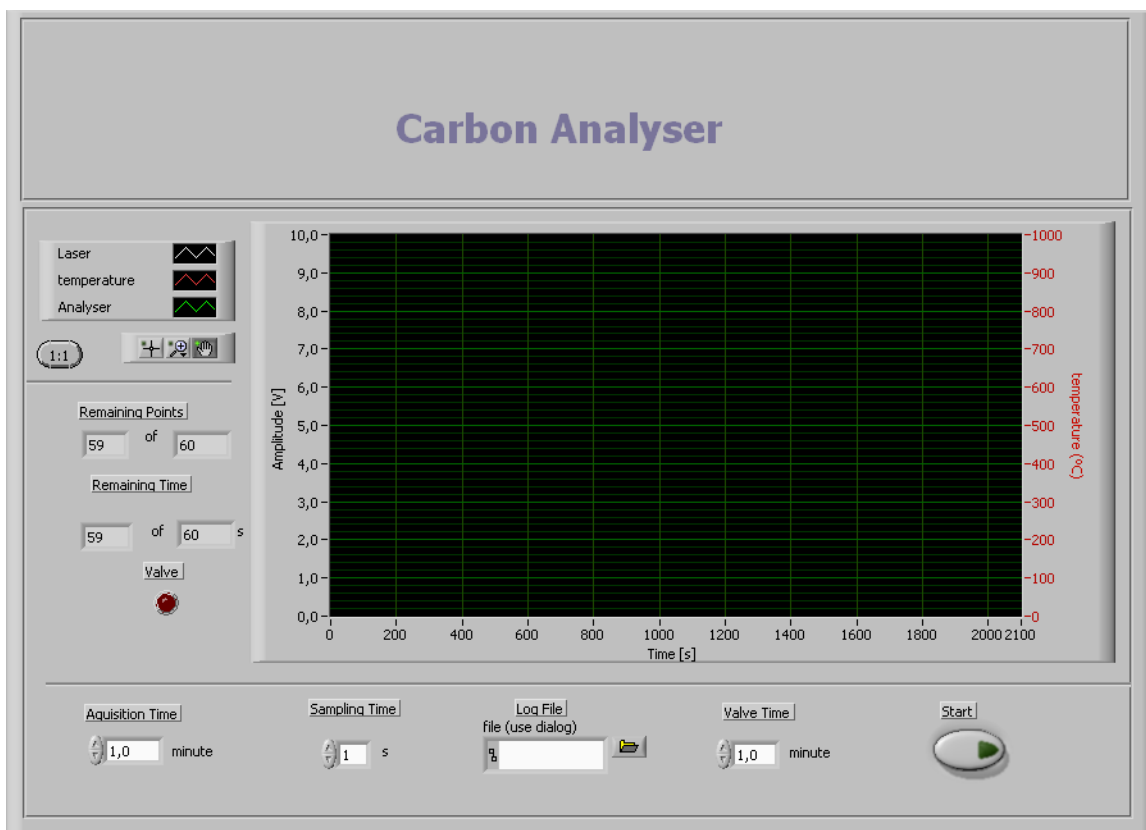 Carbon Analyser
Laser
temperature
Analyser
1:1
Remaining Points
59 of 60
Remaining Time
59 of 60 s
Valve
10,0
9,0
8,0
7,0
6,0
5,0
4,0
3,0
2,0
1,0
0,0
Amplitude [V]
0 200 400 600 800 1000 1200 1400 1600 1800 2000 2100
Time [s]
1000
900
800
700
600
500
400
300
200
100
0
temperature (ºC)
Aquisition Time
1,0 minute
Sampling Time
1 s
Log File
file (use dialog)
Valve Time
1,0 minute
Start